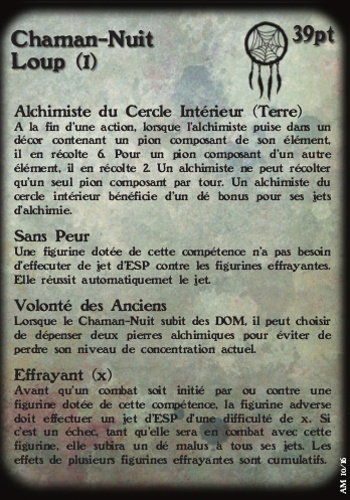 Chaman-Nuit
39pt
Loup (1)
Alchimiste du Cercle Intérieur (Terre)
A la fin d'une action, lorsque l'alchimiste puise dans un
décor contenant un pion composant de son élément,
il en récolte 6. Pour un pion composant d'un autre
élément, il en récolte 2. Un alchimiste ne peut récolter
qu'un seul pion composant par tour. Un alchimiste du
cercle intérieur bénéficie d'un dé bonus pour ses jets
d'alchimie.
Sans Peur
Une figurine dotée de cette compétence n'a pas besoin
d'effecuter de jet d'ESP contre les figurines effrayantes.
Elle réussit automatiquemet le jet.
Volonté des Anciens
Lorsque le Chaman-Nuit subit des DOM, il peut choisir
de dépenser deux pierres alchimiques pour éviter de
perdre son niveau de concentration actuel.
Effrayant (x)
Avant qu'un combat soit initié par ou contre une
figurine dotée de cette compétence, la figurine adverse
doit effectuer un jet d'ESP d'une difficulté de x. Si
c'est un échec, tant qu'elle sera en combat avec cette
figurine, elle subira un dé malus à tous ses jets. Les
effets de plusieurs figurines effrayantes sont cumulatifs.
AM 10/16